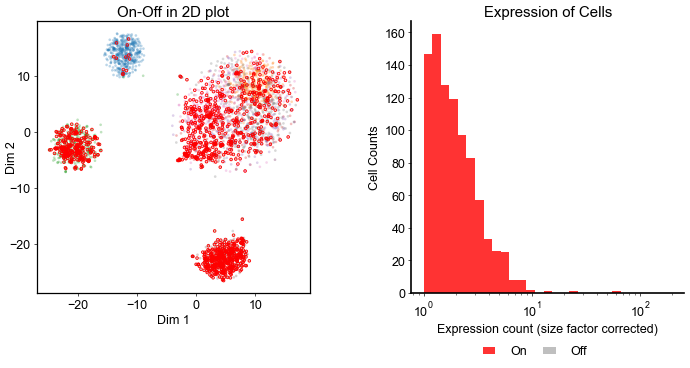 On-Off in 2D plot
Dim 2
10
0
−10
−20
−20
−10
0
10
Dim 1
Expression of Cells
Cell Counts
160
140
120
100
80
60
40
20
0
10^0
10^1
10^2
Expression count (size factor corrected)
On
Off